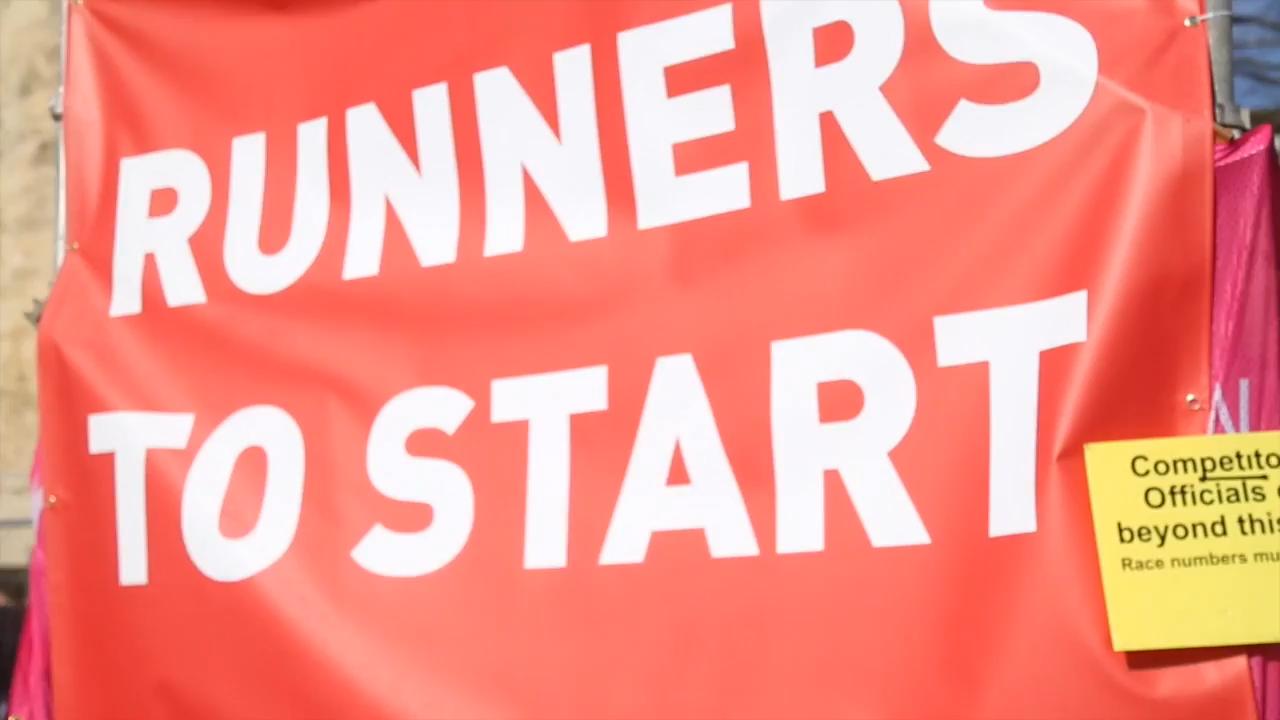 RUNNERS
TO START
Competito
Officials
beyond this
Race numbers mu